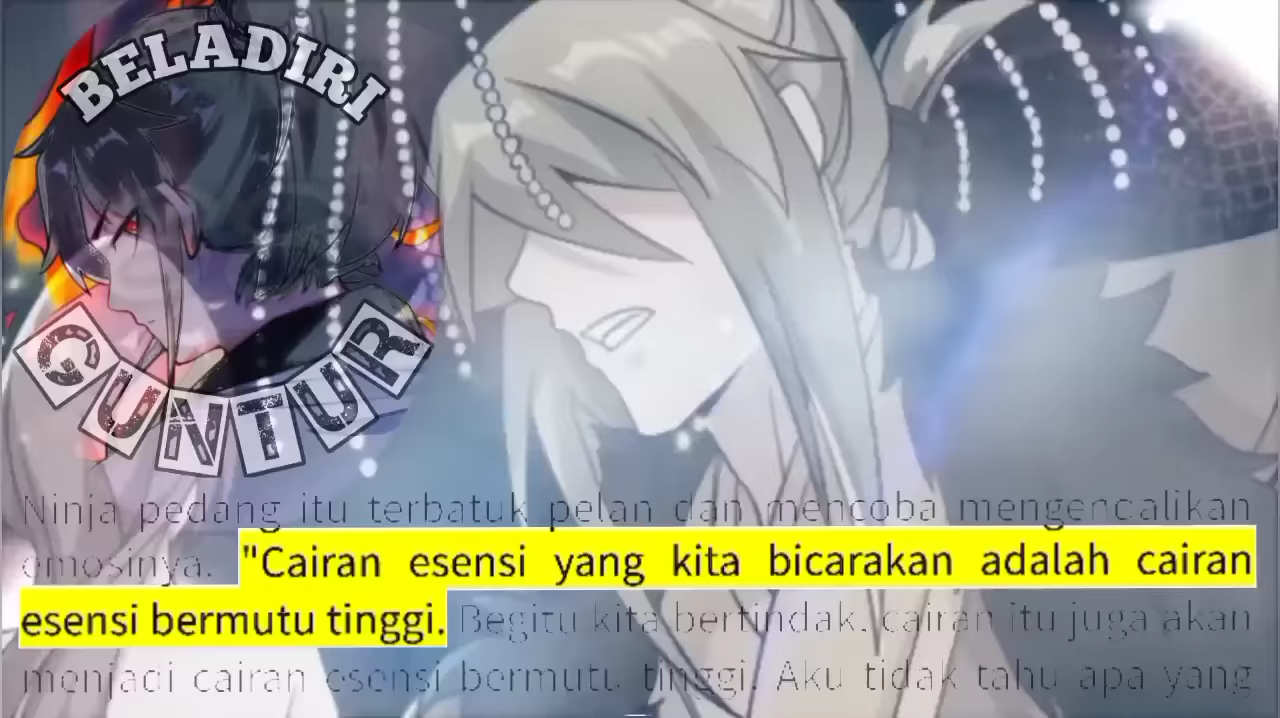 BELADIRI
GUNTUR
Ninja pedang itu terbatuk pelan dan mencoba mengendalikan
emosinya. "Cairan esensi yang kita bicarakan adalah cairan
esensi bermutu tinggi. Begitu kita bertindak, cairan itu juga akan
menjadi cairan esensi bermutu tinggi. Aku tidak tahu apa yang